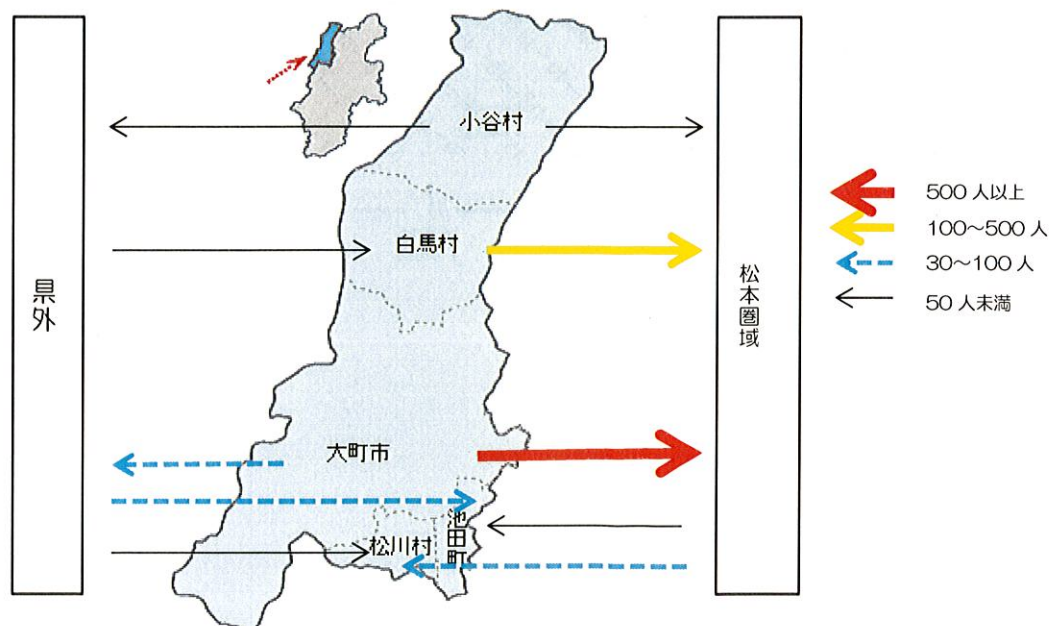 県外
小谷村
白馬村
大町市
松川村
池田町
松本圏域
500人以上
100～500人
30～100人
50人未満